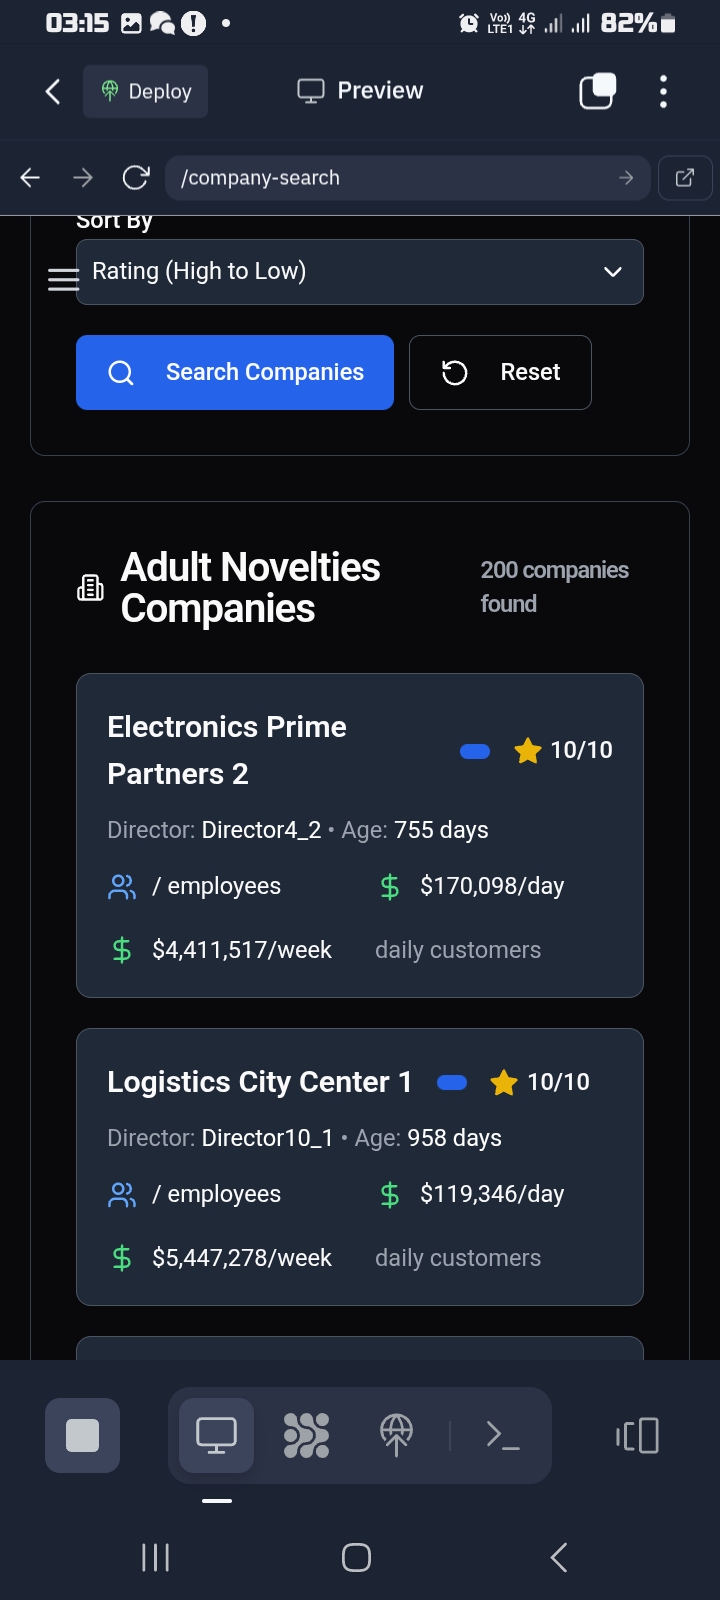 03:15
Vo)) 4G
LTE1
82%
Deploy
Preview
/company-search
Sort By
Rating (High to Low)
Search Companies
Reset
Adult Novelties
Companies
200 companies
found
Electronics Prime
Partners 2
10/10
Director: Director4_2 • Age: 755 days
/ employees
$170,098/day
$4,411,517/week
daily customers
Logistics City Center 1
10/10
Director: Director10_1 • Age: 958 days
/ employees
$119,346/day
$5,447,278/week
daily customers